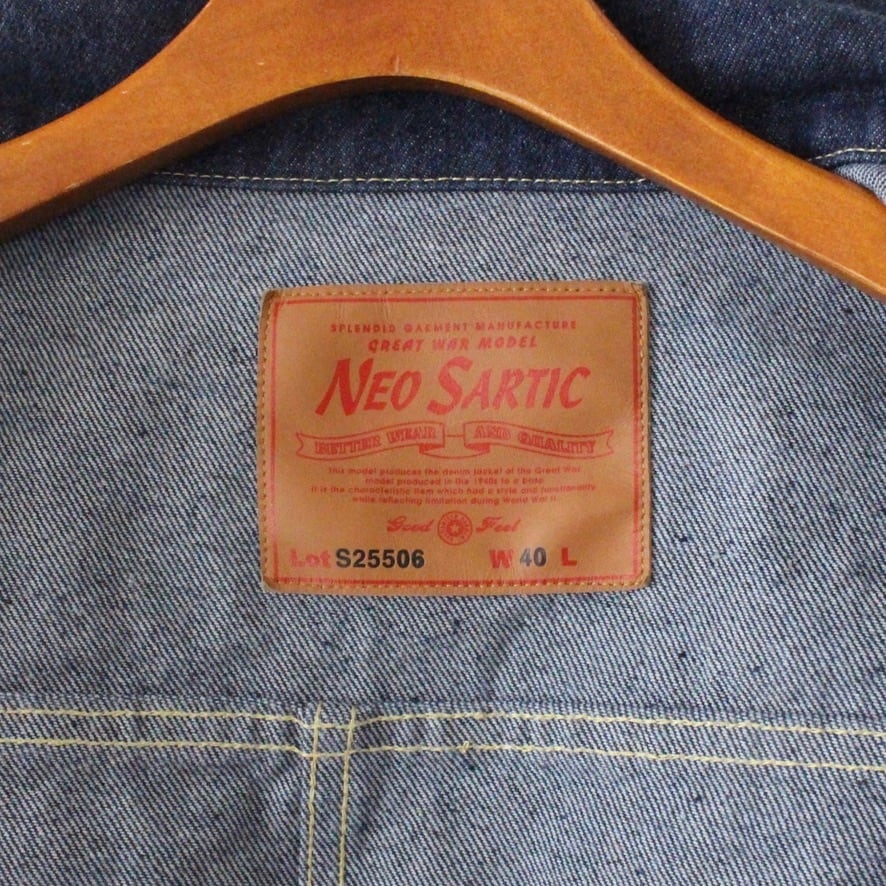 SPLENDID GARMENT MANUFACTURE
GREAT WAR MODEL
NEO SARTIC
BETTER WEAR AND QUALITY
This model produces the denim jacket of the Great War
model produced in the 1940s to a base
It is the characteristic item which had a style and functionality
while reflecting limitation during World War II.
Good Feel
Lot S25506 W 40 L